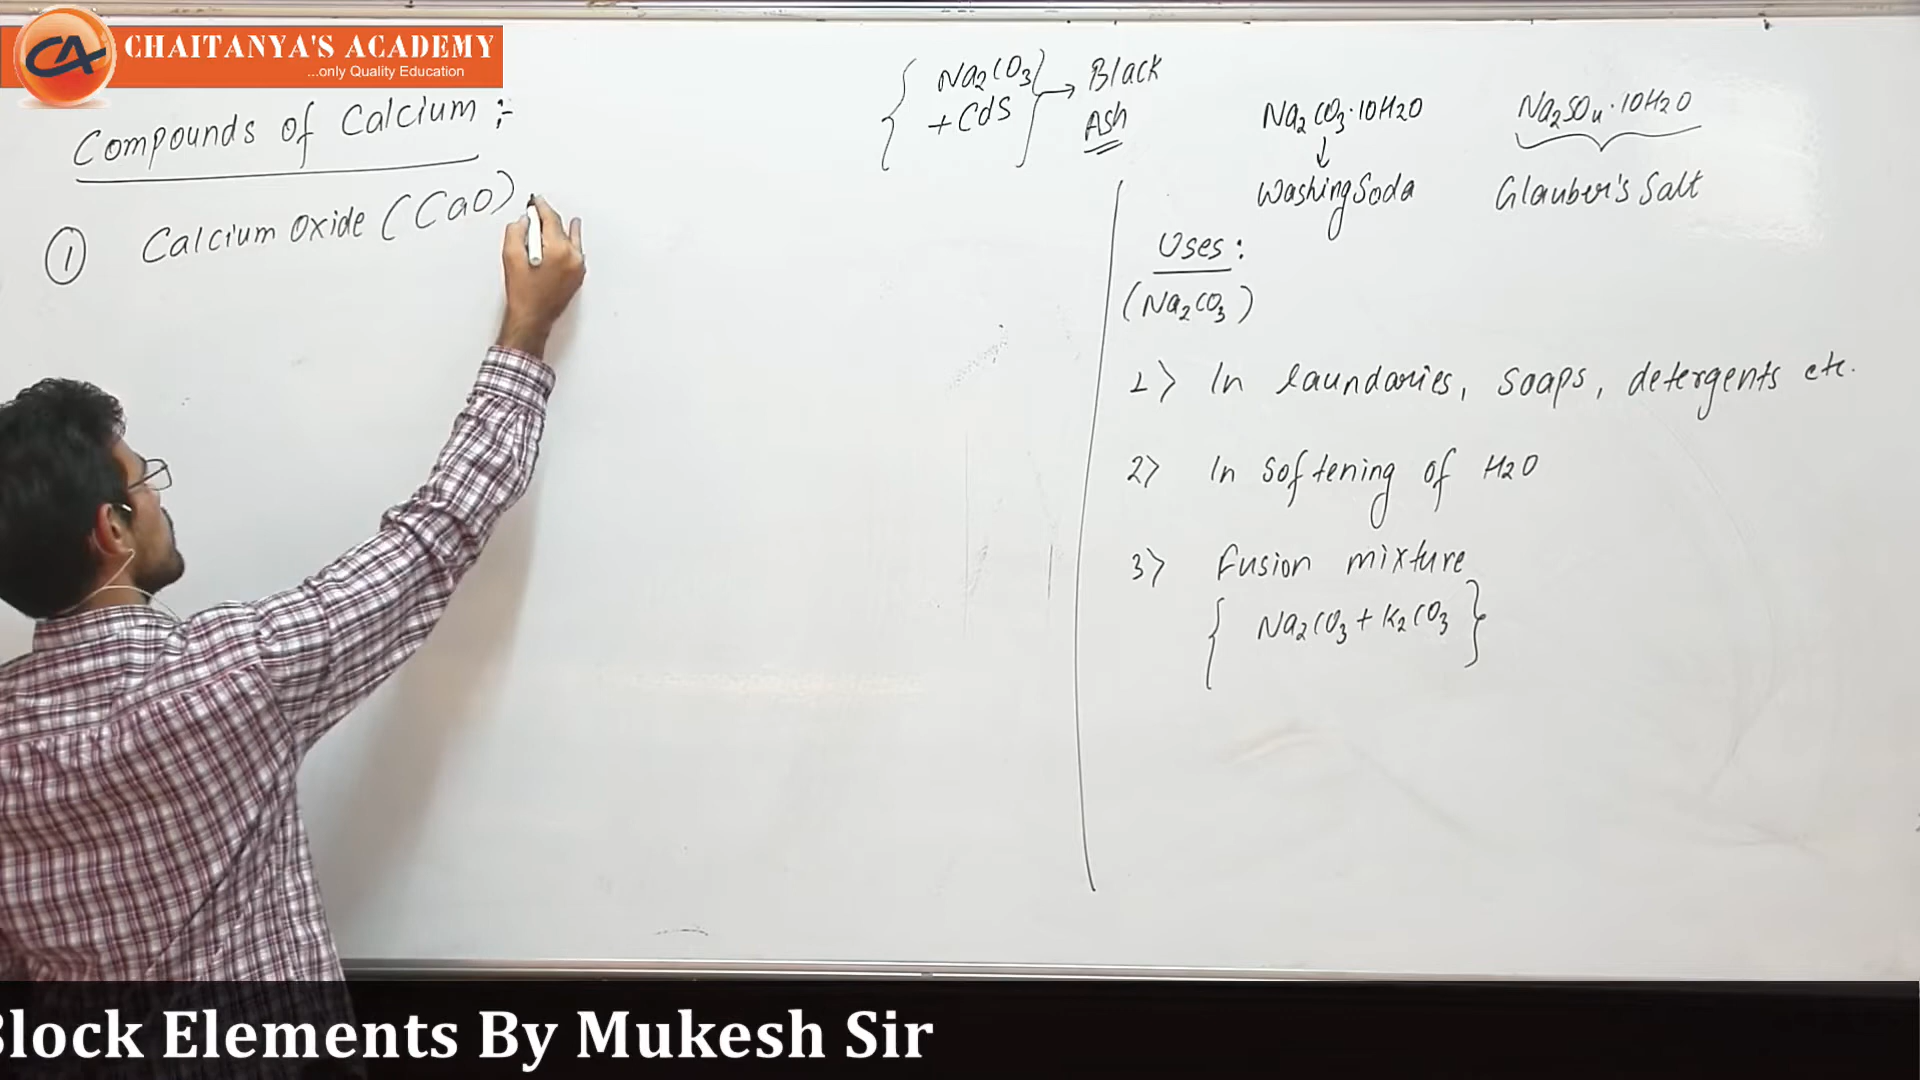 CHAITANYA'S ACADEMY
...only Quality Education
CA
Compounds of Calcium :-
① Calcium Oxide (CaO)
{ Na2CO3 + CdS } → Black Ash
Na2CO3·10H2O
↓
Washing Soda
Na2SO4·10H2O
Glauber's Salt
Uses :
(Na2CO3)
1> In laundaries, soaps, detergents etc.
2> In softening of H2O
3> Fusion mixture
{ Na2CO3 + K2CO3 }
Block Elements By Mukesh Sir